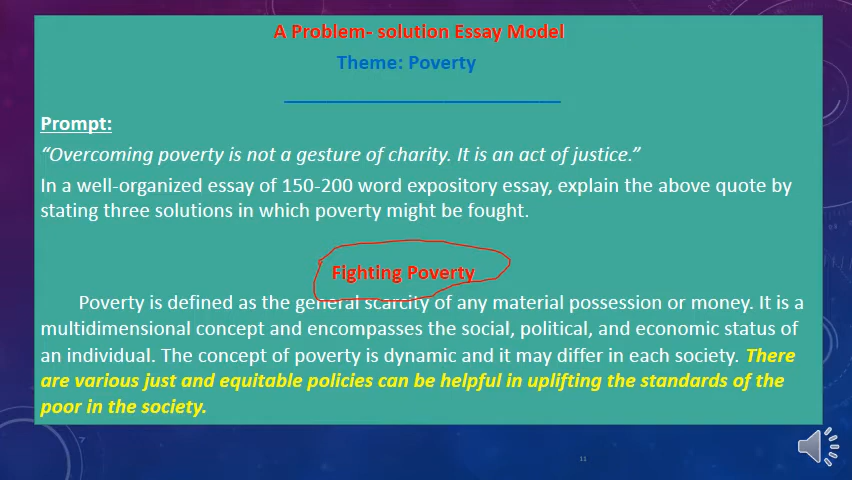 A Problem- solution Essay Model
Theme: Poverty
Prompt:
“Overcoming poverty is not a gesture of charity. It is an act of justice.”
In a well-organized essay of 150-200 word expository essay, explain the above quote by
stating three solutions in which poverty might be fought.
Fighting Poverty
Poverty is defined as the general scarcity of any material possession or money. It is a
multidimensional concept and encompasses the social, political, and economic status of
an individual. The concept of poverty is dynamic and it may differ in each society. There
are various just and equitable policies can be helpful in uplifting the standards of the
poor in the society.
11